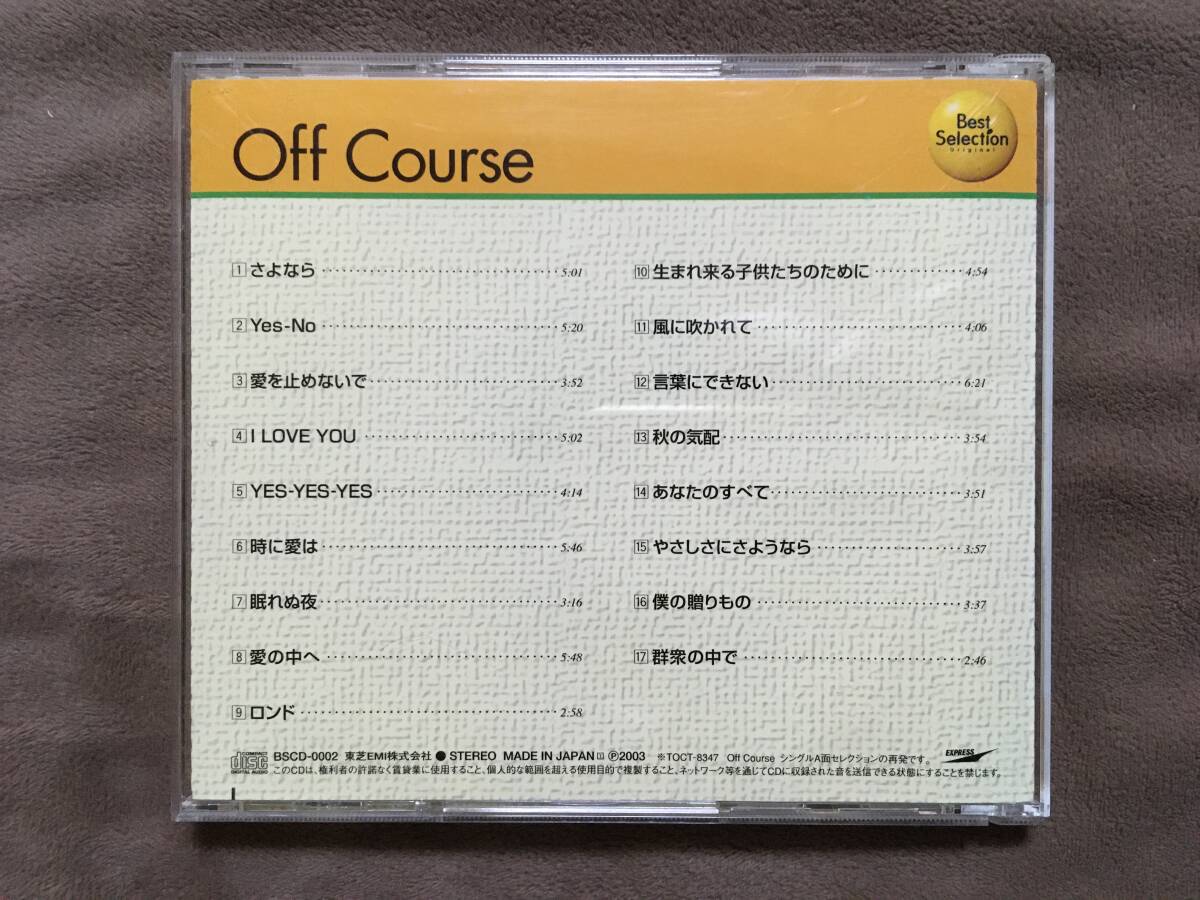 Off Course
Best
Selection
Original
1 さよなら 5:01
2 Yes-No 5:20
3 愛を止めないで 3:52
4 I LOVE YOU 5:02
5 YES-YES-YES 4:14
6 時に愛は 5:46
7 眠れぬ夜 3:16
8 愛の中へ 5:48
9 ロンド 2:58
10 生まれ来る子供たちのために 4:54
11 風に吹かれて 4:06
12 言葉にできない 6:21
13 秋の気配 3:54
14 あなたのすべて 3:51
15 やさしさにさようなら 3:57
16 僕の贈りもの 3:37
17 群衆の中で 2:46
COMPACT
disc
DIGITAL AUDIO
BSCD-0002 東芝EMI株式会社 ● STEREO MADE IN JAPAN ℗2003 ※TOCT-8347 Off Course シングルA面セレクションの再発です。
EXPRESS
このCDは、権利者の許諾なく賃貸業に使用すること、個人的な範囲を超える使用目的で複製すること、ネットワーク等を通じてCDに収録された音を送信できる状態にすることを禁じます。